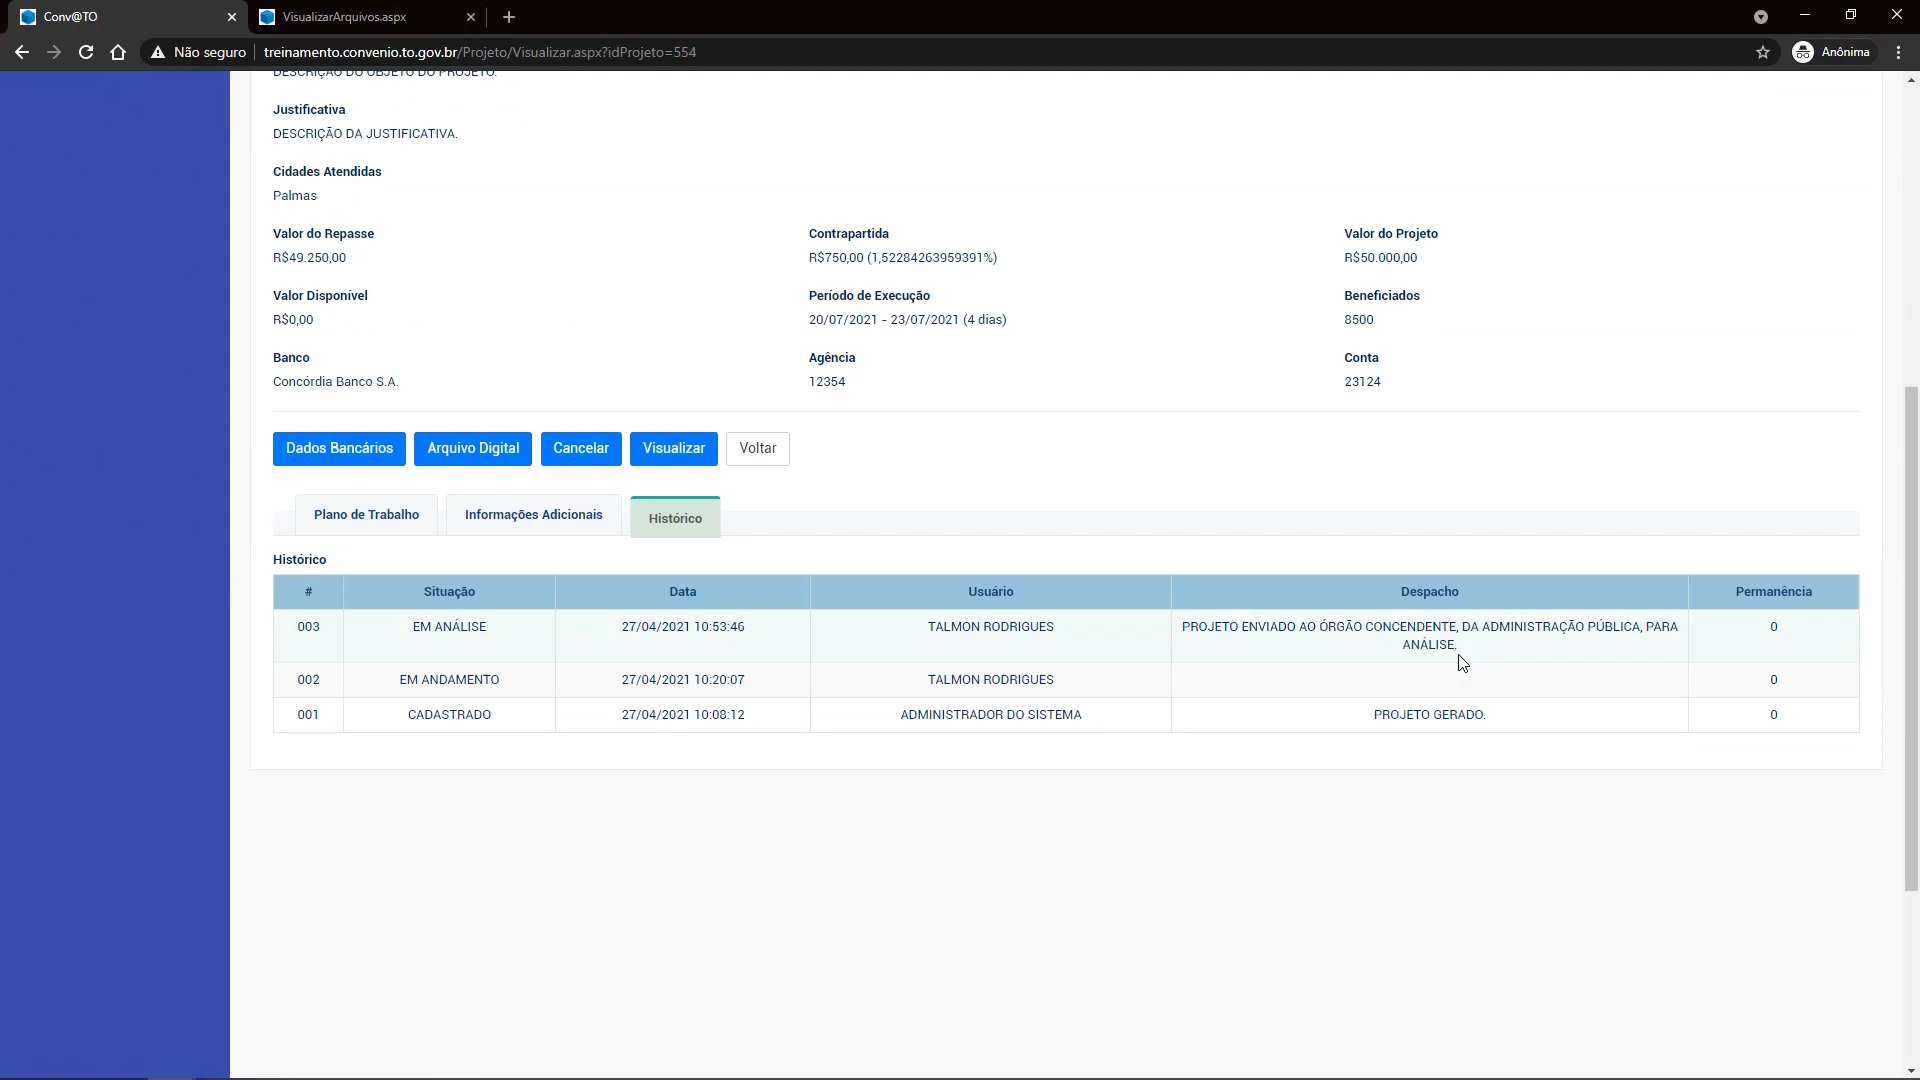 Conv@TO
VisualizarArquivos.aspx
Não seguro
treinamento.convenio.to.gov.br/Projeto/Visualizar.aspx?idProjeto=554
Anônima
DESCRIÇÃO DO OBJETO DO PROJETO.
Justificativa
DESCRIÇÃO DA JUSTIFICATIVA.
Cidades Atendidas
Palmas
Valor do Repasse Contrapartida Valor do Projeto
R$49.250,00 R$750,00 (1,52284263959391%) R$50.000,00
Valor Disponível Período de Execução Beneficiados
R$0,00 20/07/2021 - 23/07/2021 (4 dias) 8500
Banco Agência Conta
Concórdia Banco S.A. 12354 23124
Dados Bancários Arquivo Digital Cancelar Visualizar Voltar
Plano de Trabalho Informações Adicionais Histórico
Histórico
# Situação Data Usuário Despacho Permanência
003 EM ANÁLISE 27/04/2021 10:53:46 TALMON RODRIGUES PROJETO ENVIADO AO ÓRGÃO CONCENDENTE, DA ADMINISTRAÇÃO PÚBLICA, PARA 0
ANÁLISE.
002 EM ANDAMENTO 27/04/2021 10:20:07 TALMON RODRIGUES 0
001 CADASTRADO 27/04/2021 10:08:12 ADMINISTRADOR DO SISTEMA PROJETO GERADO. 0